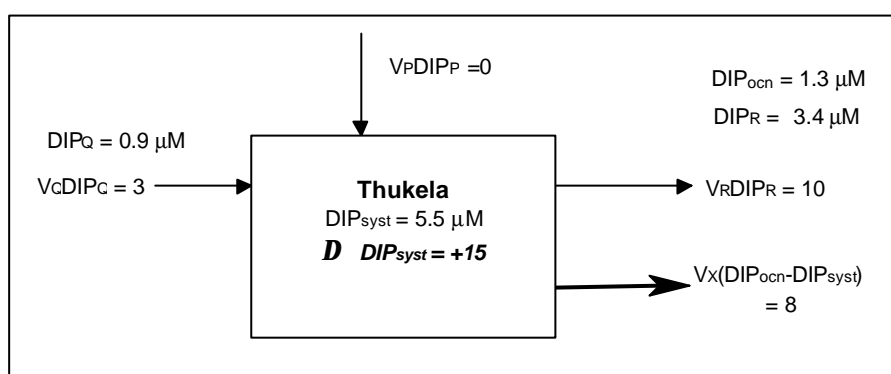 VPDIPP =0
DIPocn = 1.3 µM
DIPR = 3.4 µM
DIPQ = 0.9 µM
VQDIPQ = 3
Thukela
DIPsyst = 5.5 µM
D DIPsyst = +15
VRDIPR = 10
VX(DIPocn-DIPsyst)
= 8